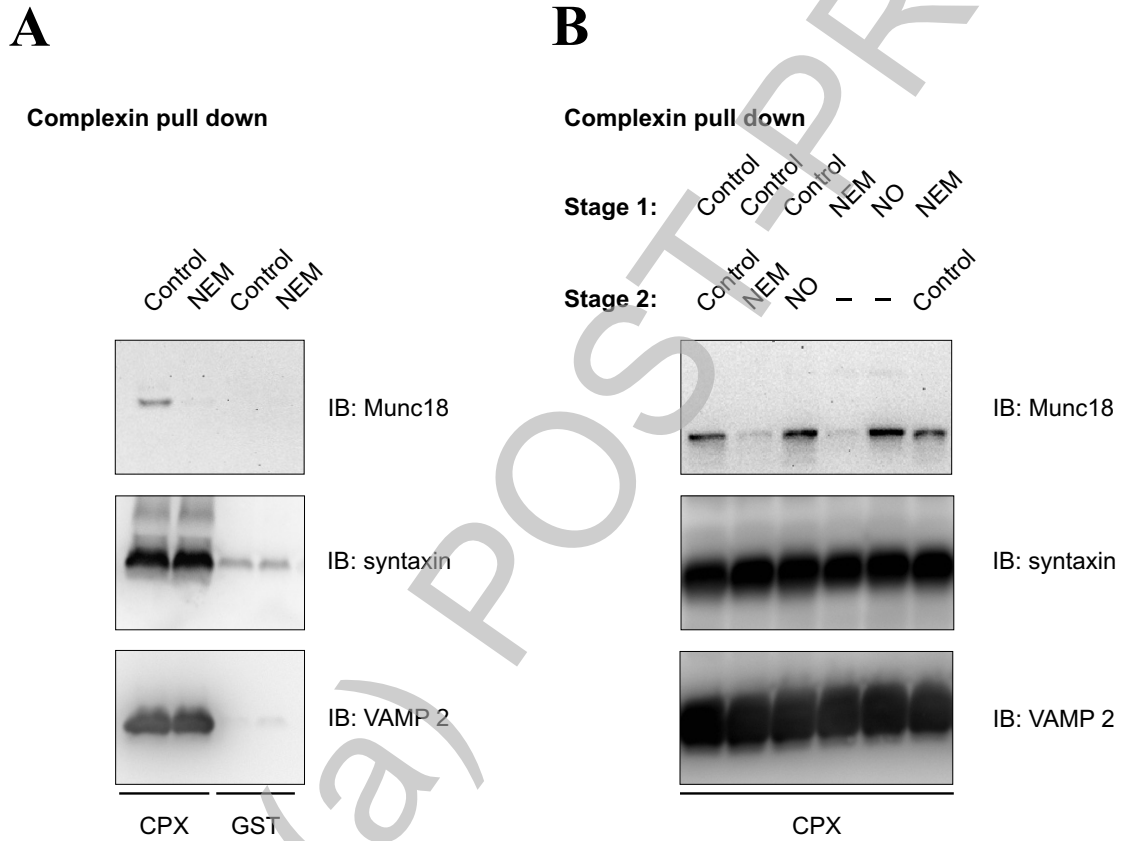 A
Complexin pull down
Control NEM Control NEM
IB: Munc18
IB: syntaxin
IB: VAMP 2
CPX GST
B
Complexin pull down
Stage 1: Control Control Control NEM NO NEM
Stage 2: Control NEM NO – – Control
IB: Munc18
IB: syntaxin
IB: VAMP 2
CPX
(a) POST-PR